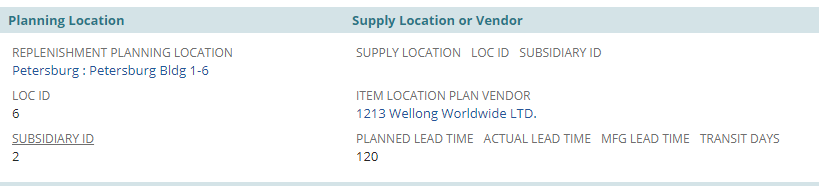 Planning Location
Supply Location or Vendor
REPLENISHMENT PLANNING LOCATION
Petersburg : Petersburg Bldg 1-6
SUPPLY LOCATION LOC ID SUBSIDIARY ID
LOC ID
6
ITEM LOCATION PLAN VENDOR
1213 Wellong Worldwide LTD.
SUBSIDIARY ID
2
PLANNED LEAD TIME ACTUAL LEAD TIME MFG LEAD TIME TRANSIT DAYS
120